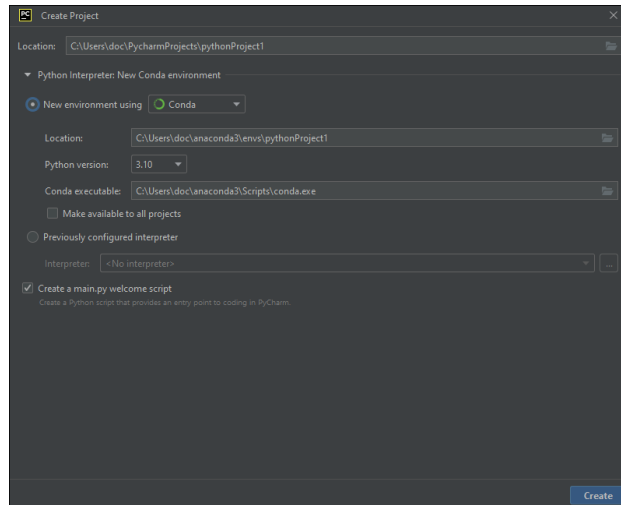 PC Create Project
Location: C:\Users\doc\PycharmProjects\pythonProject1
Python Interpreter: New Conda environment
New environment using Conda
Location: C:\Users\doc\anaconda3\envs\pythonProject1
Python version: 3.10
Conda executable: C:\Users\doc\anaconda3\Scripts\conda.exe
Make available to all projects
Previously configured interpreter
Interpreter: <No interpreter> ...
Create a main.py welcome script
Create a Python script that provides an entry point to coding in PyCharm.
Create